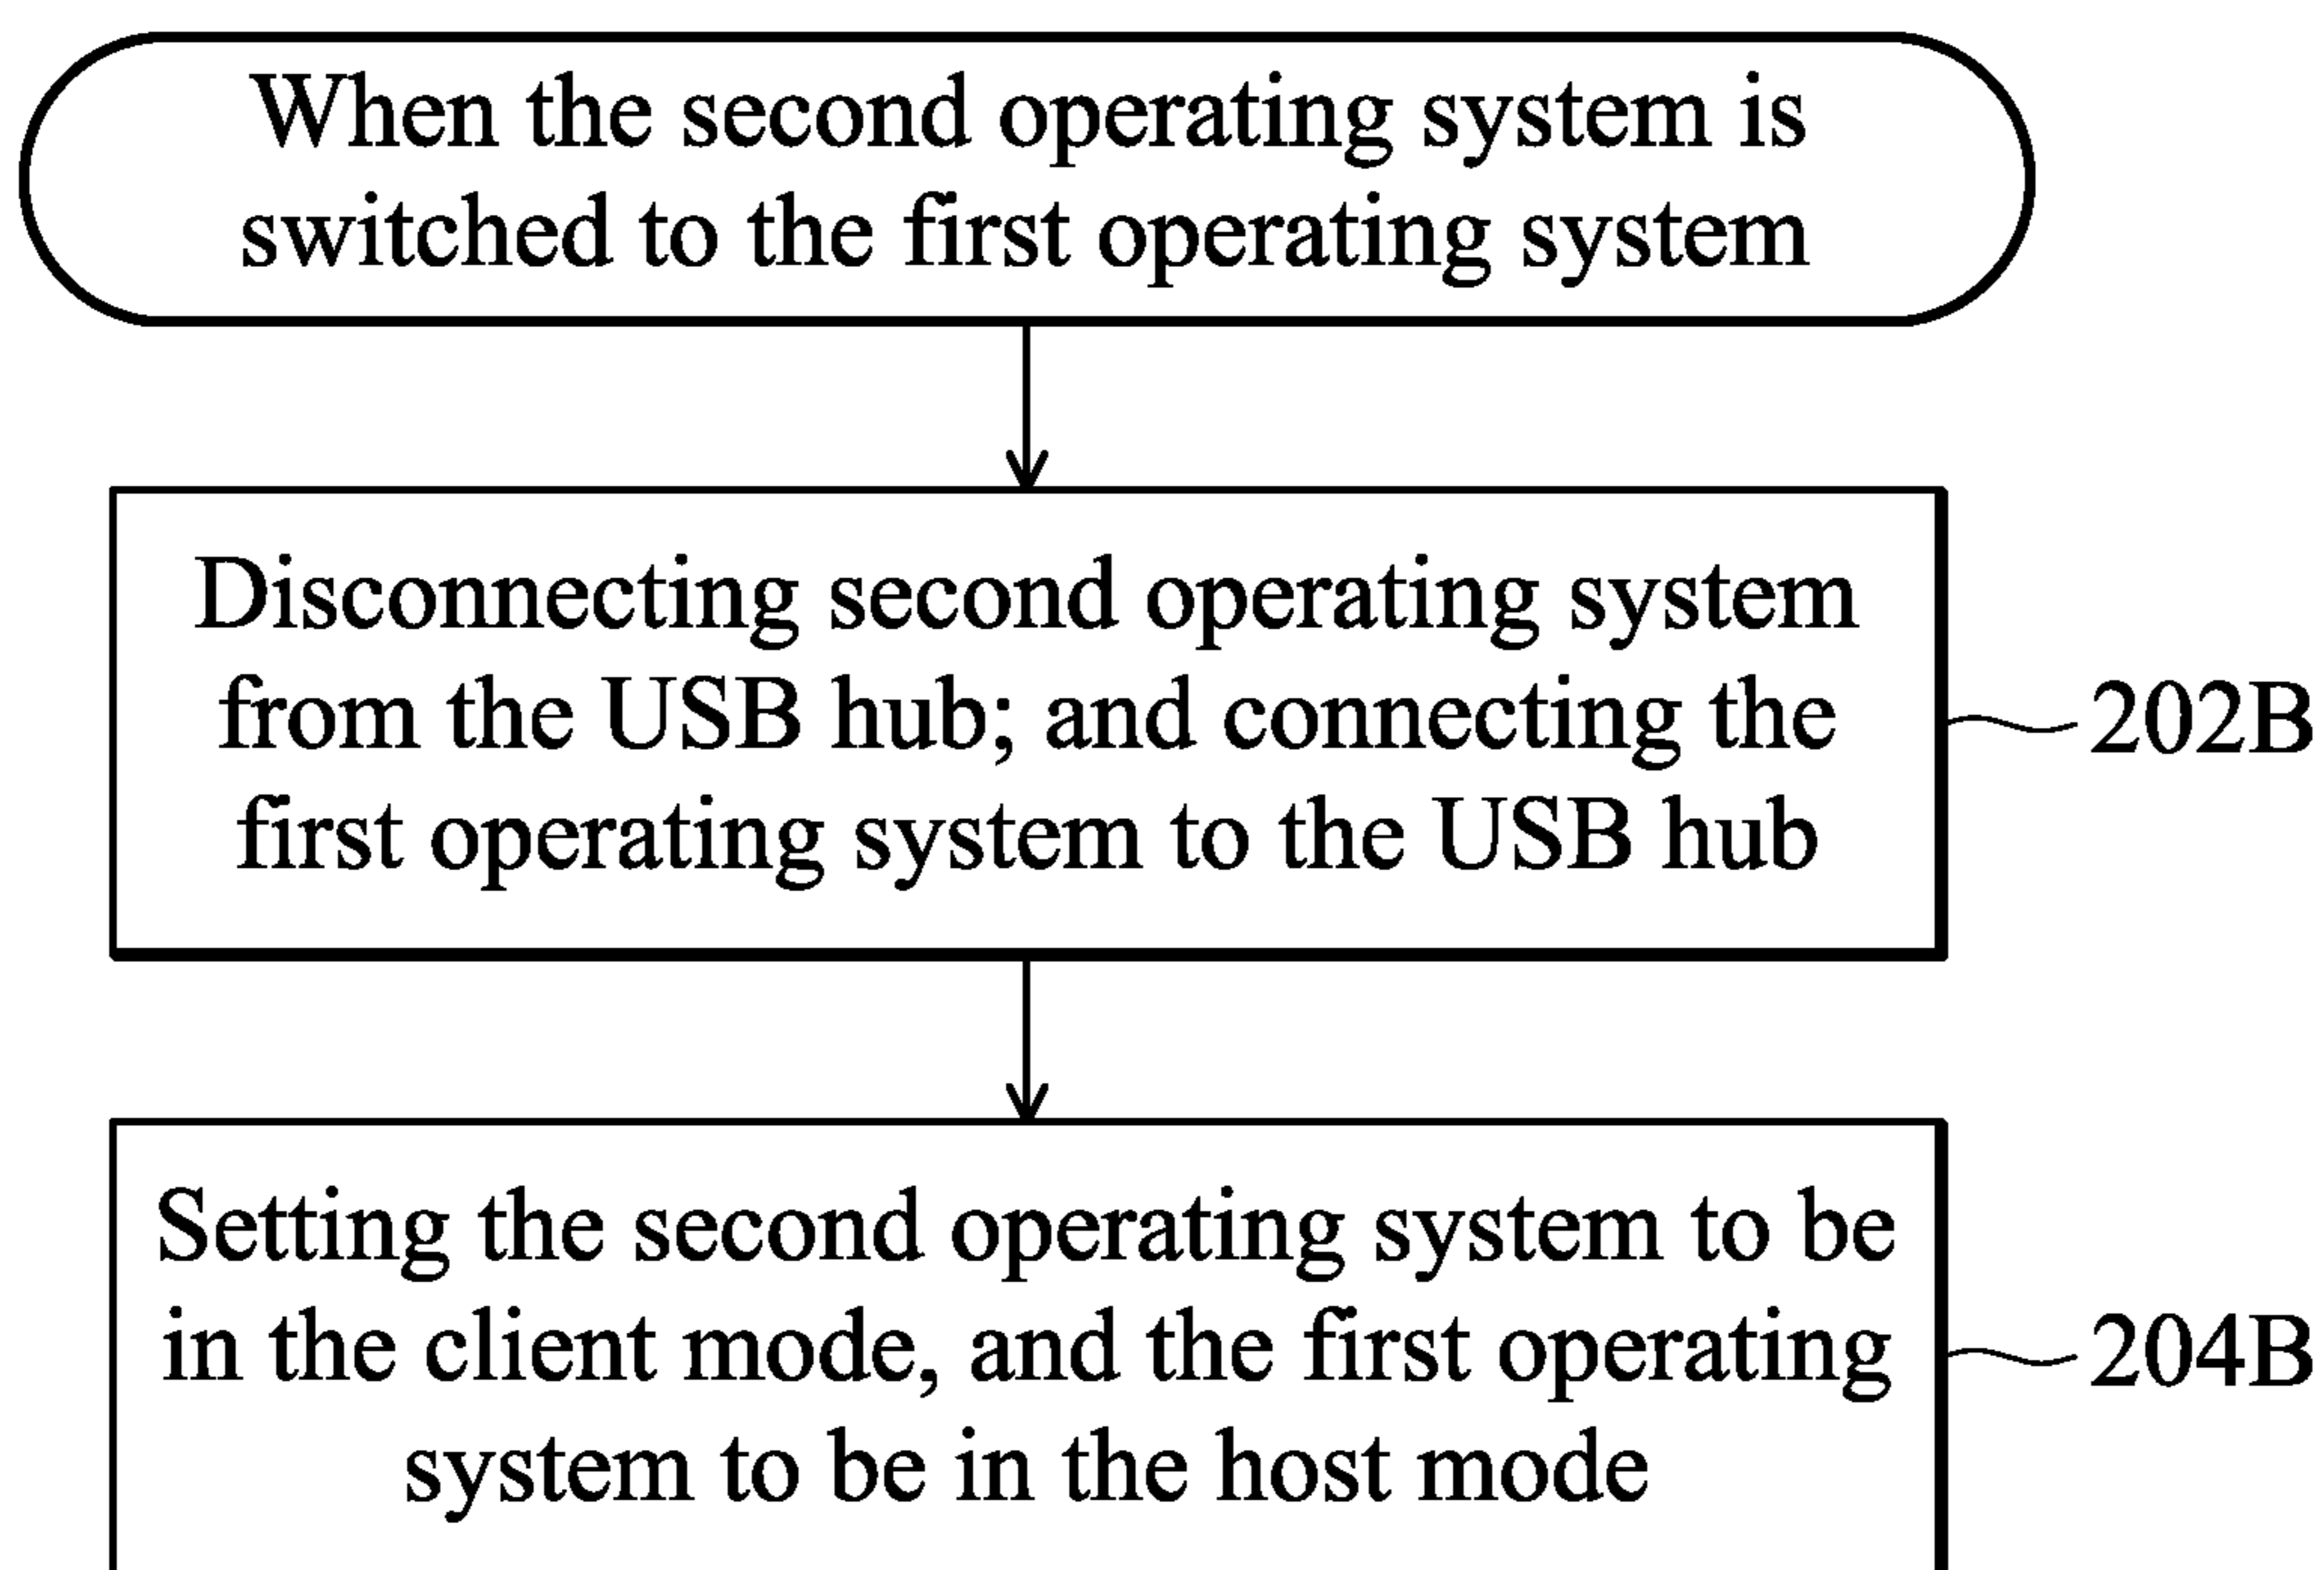 When the second operating system is
switched to the first operating system
Disconnecting second operating system
from the USB hub; and connecting the
first operating system to the USB hub
202B
Setting the second operating system to be
in the client mode, and the first operating
system to be in the host mode
204B